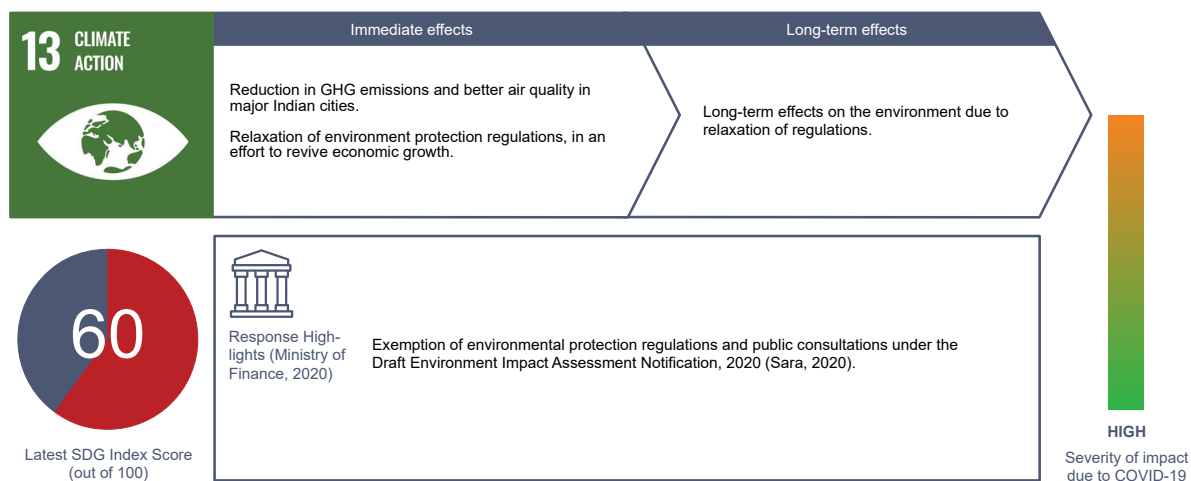 13 CLIMATE
ACTION
Immediate effects
Long-term effects
Reduction in GHG emissions and better air quality in
major Indian cities.
Relaxation of environment protection regulations, in an
effort to revive economic growth.
Long-term effects on the environment due to
relaxation of regulations.
60
Latest SDG Index Score
(out of 100)
Response High-
lights (Ministry of
Finance, 2020)
Exemption of environmental protection regulations and public consultations under the
Draft Environment Impact Assessment Notification, 2020 (Sara, 2020).
HIGH
Severity of impact
due to COVID-19